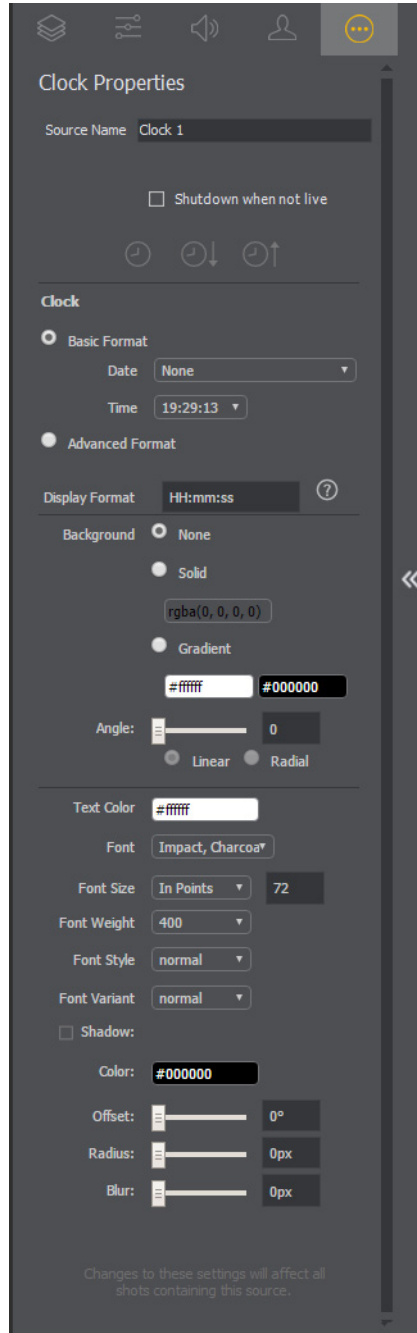 Clock Properties
Source Name Clock 1
Shutdown when not live
Clock
Basic Format
Date None
Time 19:29:13
Advanced Format
Display Format HH:mm:ss ?
Background None
Solid
rgba(0, 0, 0, 0)
Gradient
#ffffff #000000
Angle: 0
Linear Radial
Text Color #ffffff
Font Impact, Charcoa
Font Size In Points 72
Font Weight 400
Font Style normal
Font Variant normal
Shadow:
Color: #000000
Offset: 0°
Radius: 0px
Blur: 0px
Changes to these settings will affect all
shots containing this source.